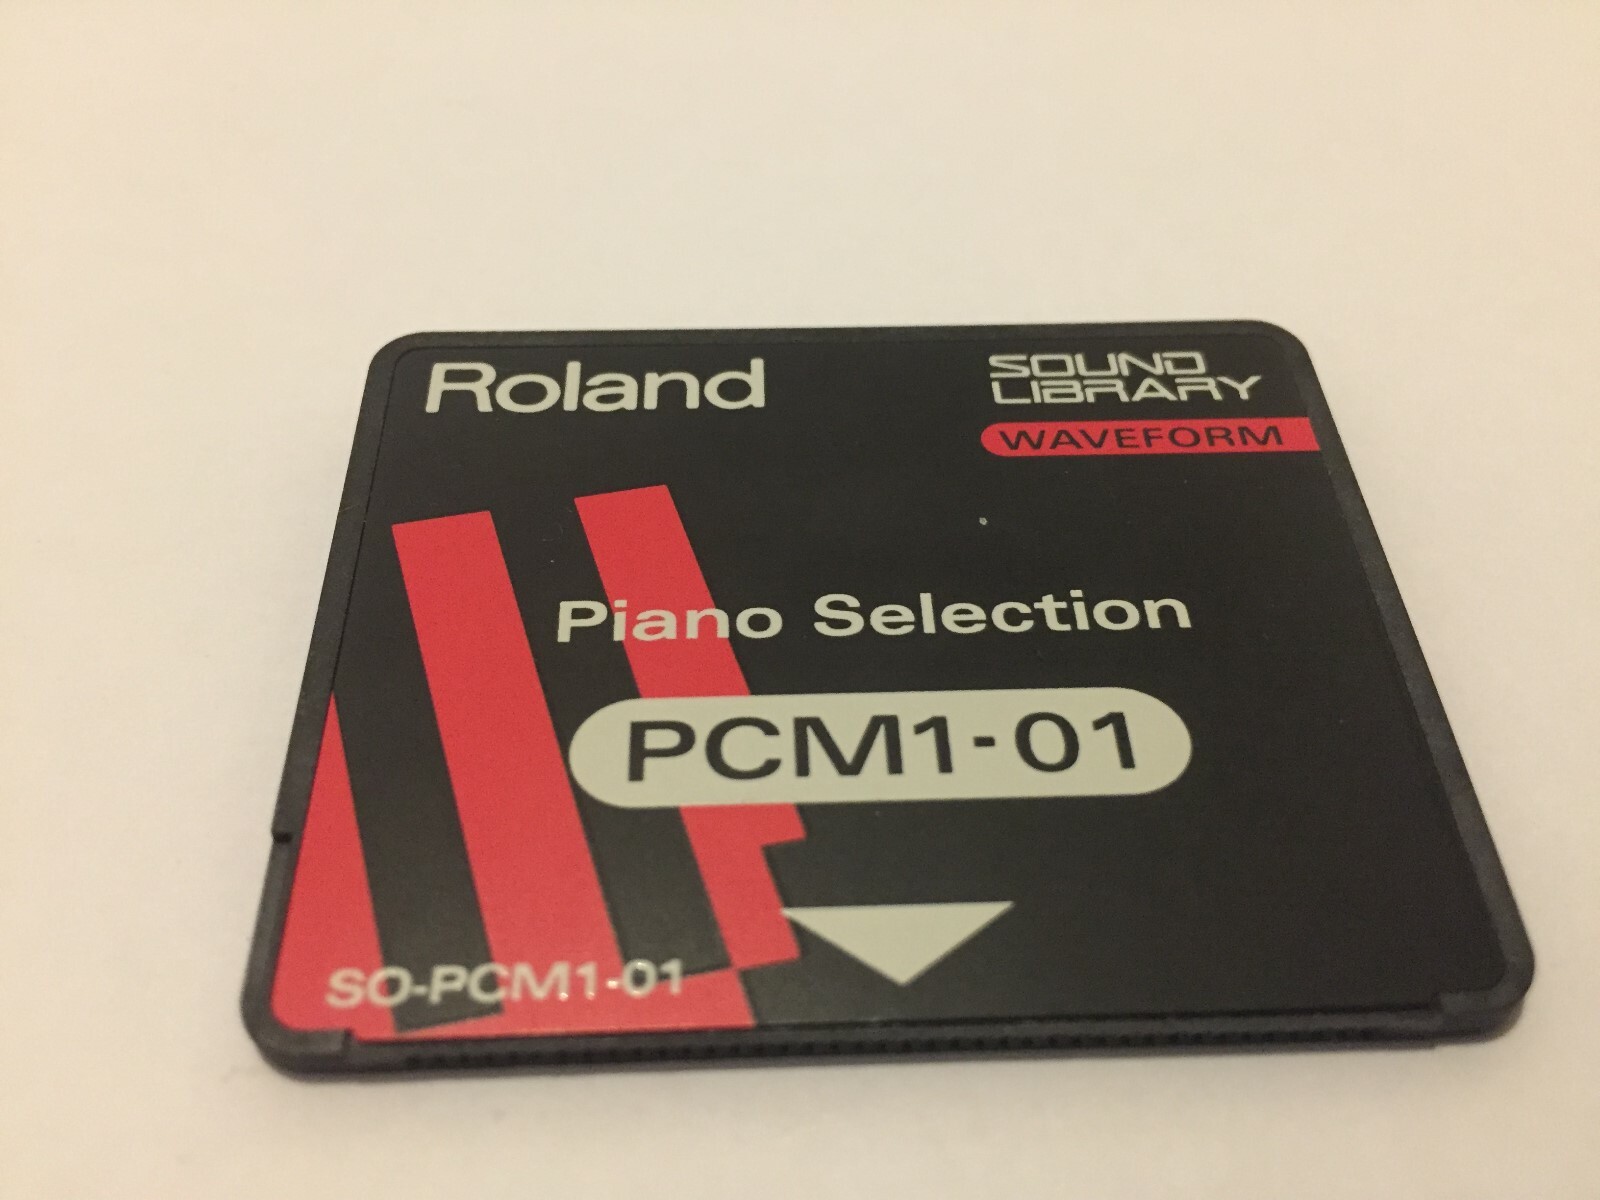 Roland
SOUND
LIBRARY
WAVEFORM
Piano Selection
PCM1-01
SO-PCM1-01